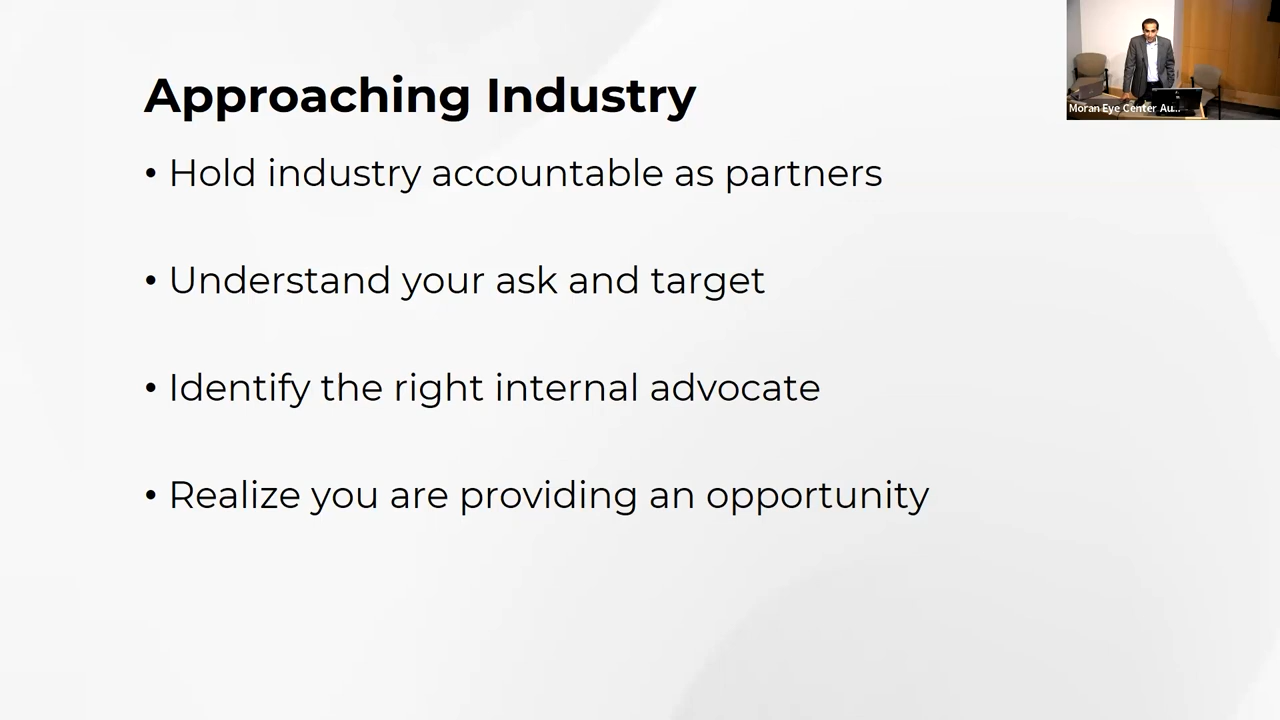 Approaching Industry
• Hold industry accountable as partners
• Understand your ask and target
• Identify the right internal advocate
• Realize you are providing an opportunity
Moran Eye Center Au...